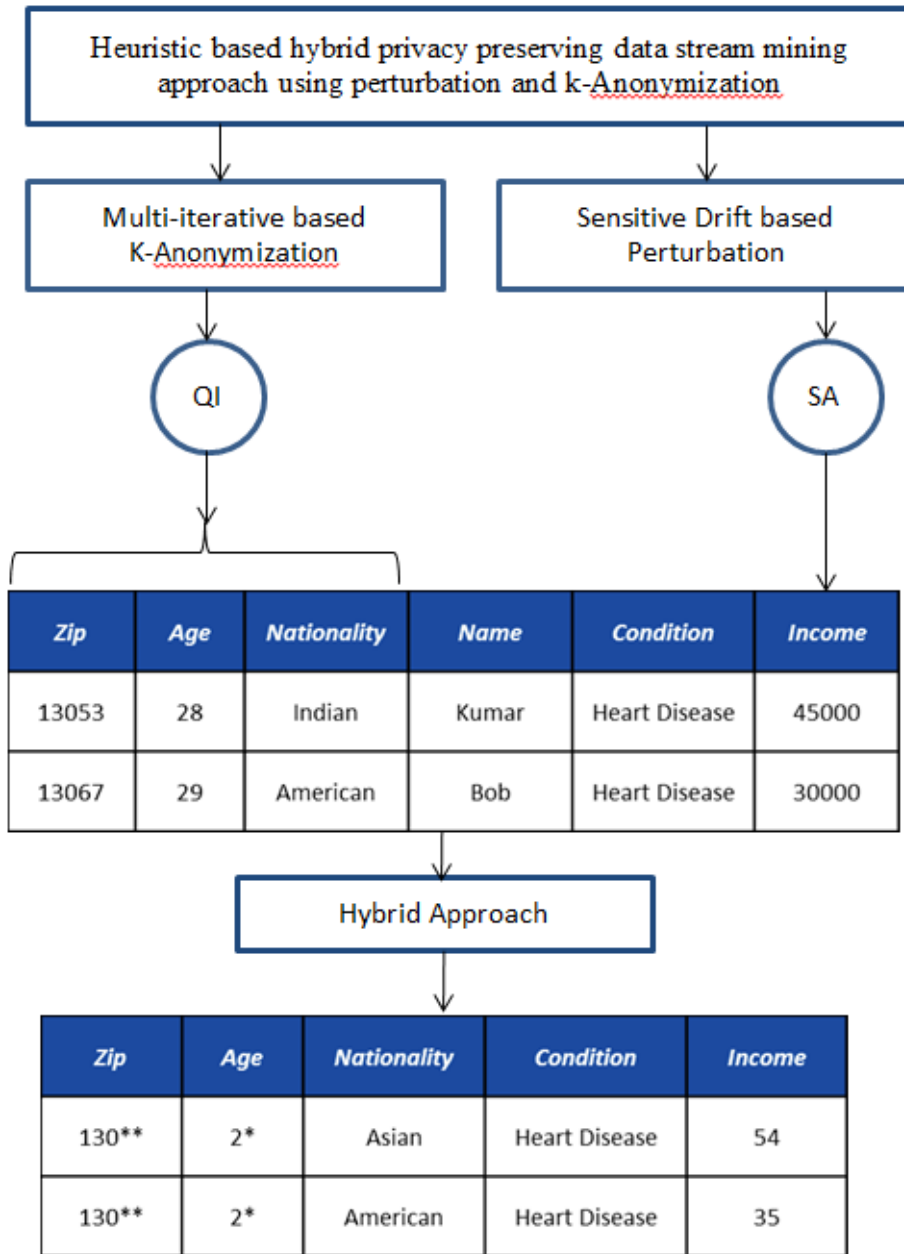 Heuristic based hybrid privacy preserving data stream mining
approach using perturbation and k-Anonymization
Multi-iterative based
K-Anonymization
Sensitive Drift based
Perturbation
QI
SA
Zip Age Nationality Name Condition Income
13053 28 Indian Kumar Heart Disease 45000
13067 29 American Bob Heart Disease 30000
Hybrid Approach
Zip Age Nationality Condition Income
130** 2* Asian Heart Disease 54
130** 2* American Heart Disease 35